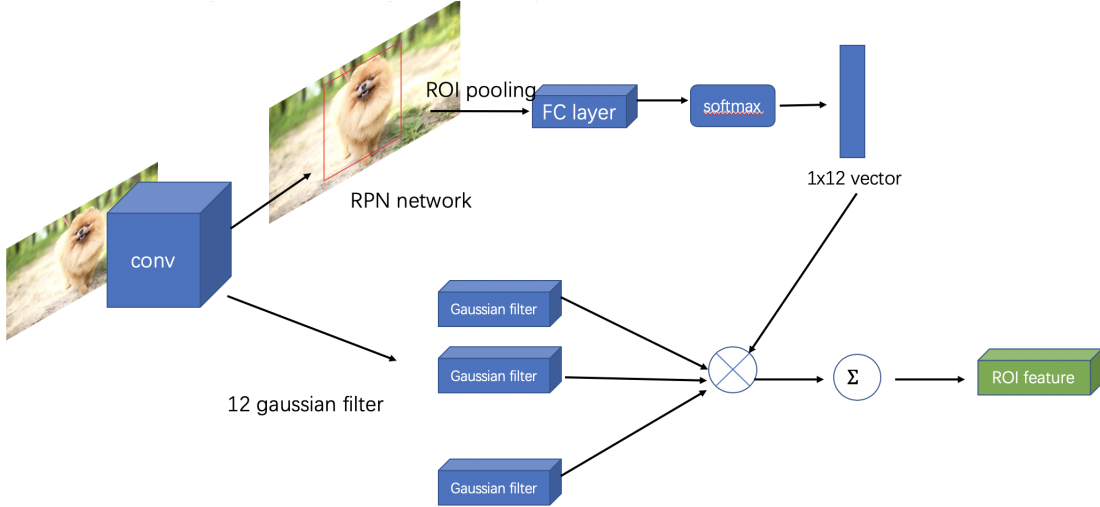 ROI pooling
FC layer
softmax
1x12 vector
RPN network
conv
Gaussian filter
Gaussian filter
12 gaussian filter
Gaussian filter
Σ
ROI feature